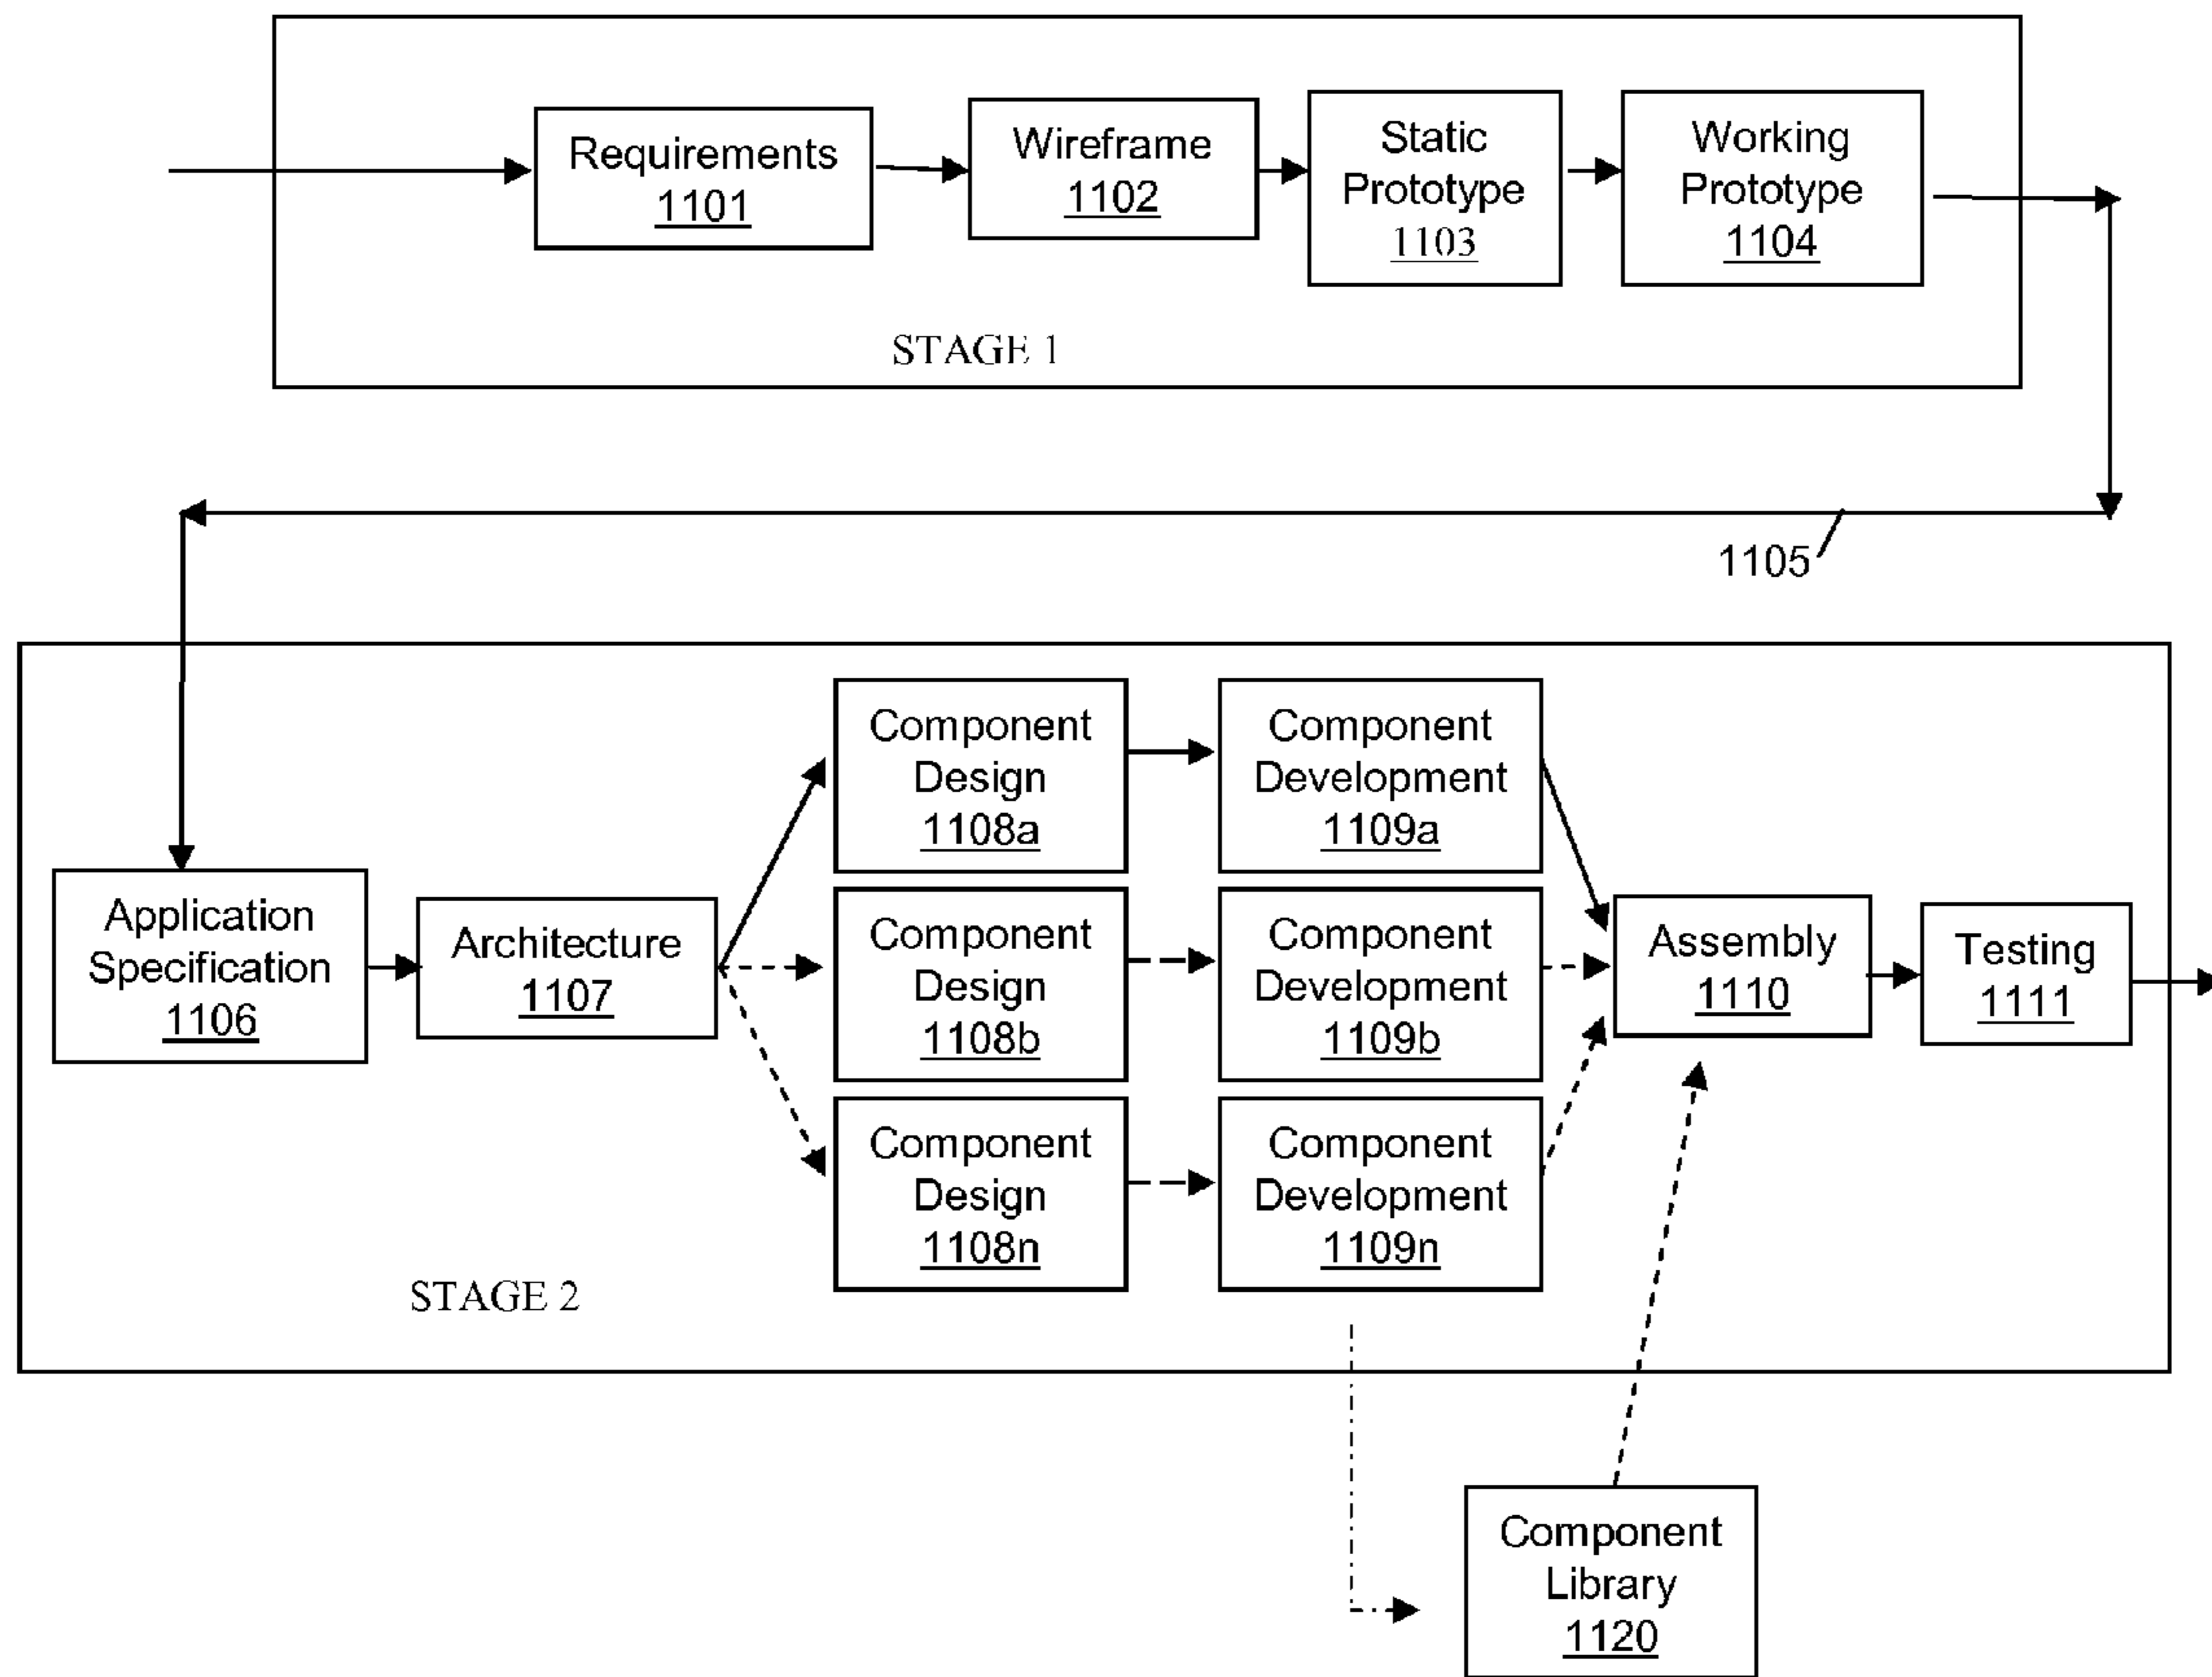 Requirements
1101
Wireframe
1102
Static
Prototype
1103
Working
Prototype
1104
STAGE 1
1105
Application
Specification
1106
Architecture
1107
Component
Design
1108a
Component
Development
1109a
Component
Design
1108b
Component
Development
1109b
Component
Design
1108n
Component
Development
1109n
Assembly
1110
Testing
1111
STAGE 2
Component
Library
1120